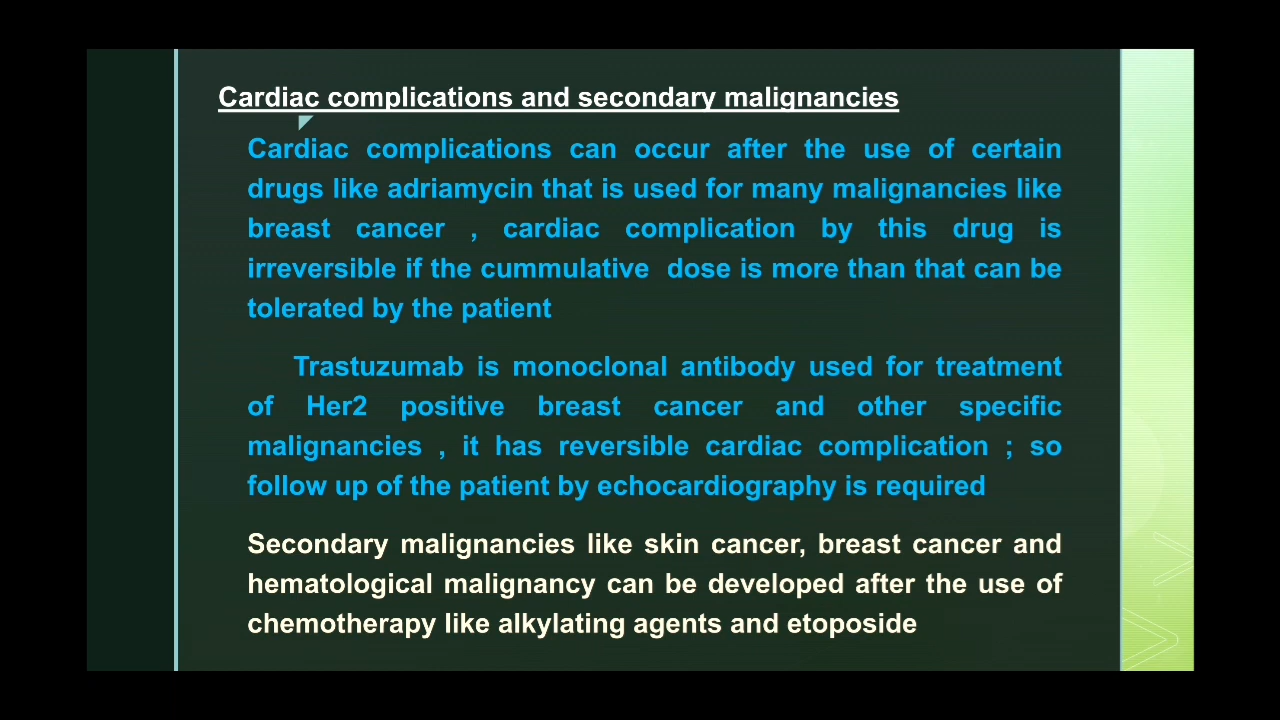 Cardiac complications and secondary malignancies
Cardiac complications can occur after the use of certain
drugs like adriamycin that is used for many malignancies like
breast cancer , cardiac complication by this drug is
irreversible if the cummulative dose is more than that can be
tolerated by the patient
Trastuzumab is monoclonal antibody used for treatment
of Her2 positive breast cancer and other specific
malignancies , it has reversible cardiac complication ; so
follow up of the patient by echocardiography is required
Secondary malignancies like skin cancer, breast cancer and
hematological malignancy can be developed after the use of
chemotherapy like alkylating agents and etoposide